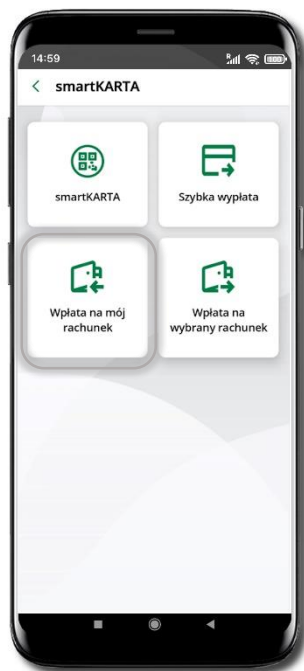 14:59
smartKARTA
smartKARTA
Szybka wypłata
Wpłata na mój
rachunek
Wpłata na
wybrany rachunek